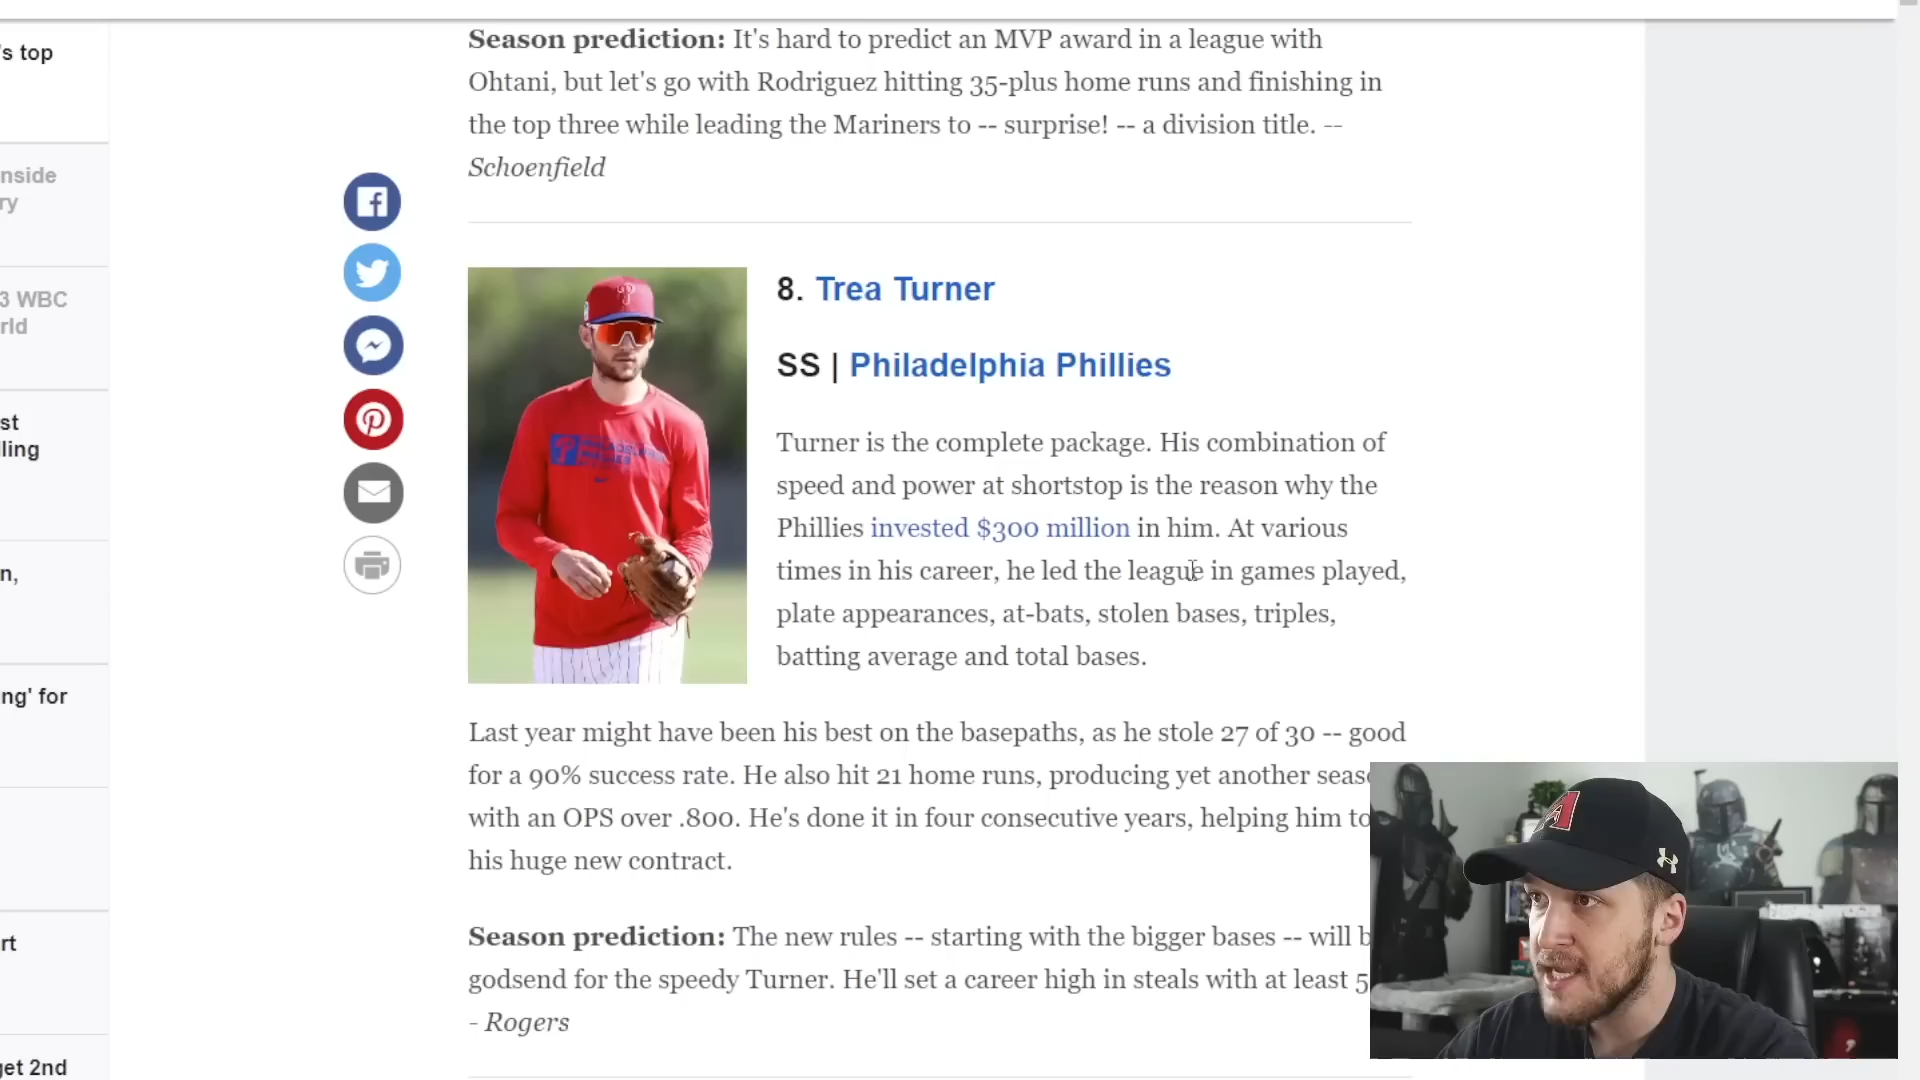 's top
nside
ry
3 WBC
rld
st
lling
n,
ng' for
rt
get 2nd
Season prediction: It's hard to predict an MVP award in a league with
Ohtani, but let's go with Rodriguez hitting 35-plus home runs and finishing in
the top three while leading the Mariners to -- surprise! -- a division title. --
Schoenfield
8. Trea Turner
SS | Philadelphia Phillies
Turner is the complete package. His combination of
speed and power at shortstop is the reason why the
Phillies invested $300 million in him. At various
times in his career, he led the league in games played,
plate appearances, at-bats, stolen bases, triples,
batting average and total bases.
Last year might have been his best on the basepaths, as he stole 27 of 30 -- good
for a 90% success rate. He also hit 21 home runs, producing yet another seas
with an OPS over .800. He's done it in four consecutive years, helping him to
his huge new contract.
Season prediction: The new rules -- starting with the bigger bases -- will b
godsend for the speedy Turner. He'll set a career high in steals with at least 5
- Rogers